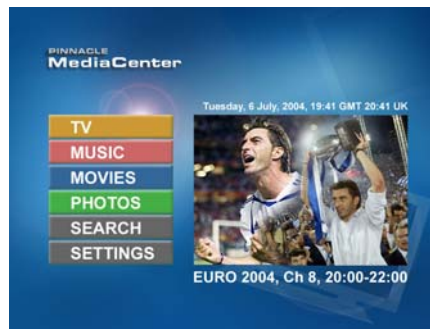 PINNACLE
MediaCenter
Tuesday, 6 July, 2004, 19:41 GMT 20:41 UK
TV
MUSIC
MOVIES
PHOTOS
SEARCH
SETTINGS
EURO 2004, Ch 8, 20:00-22:00